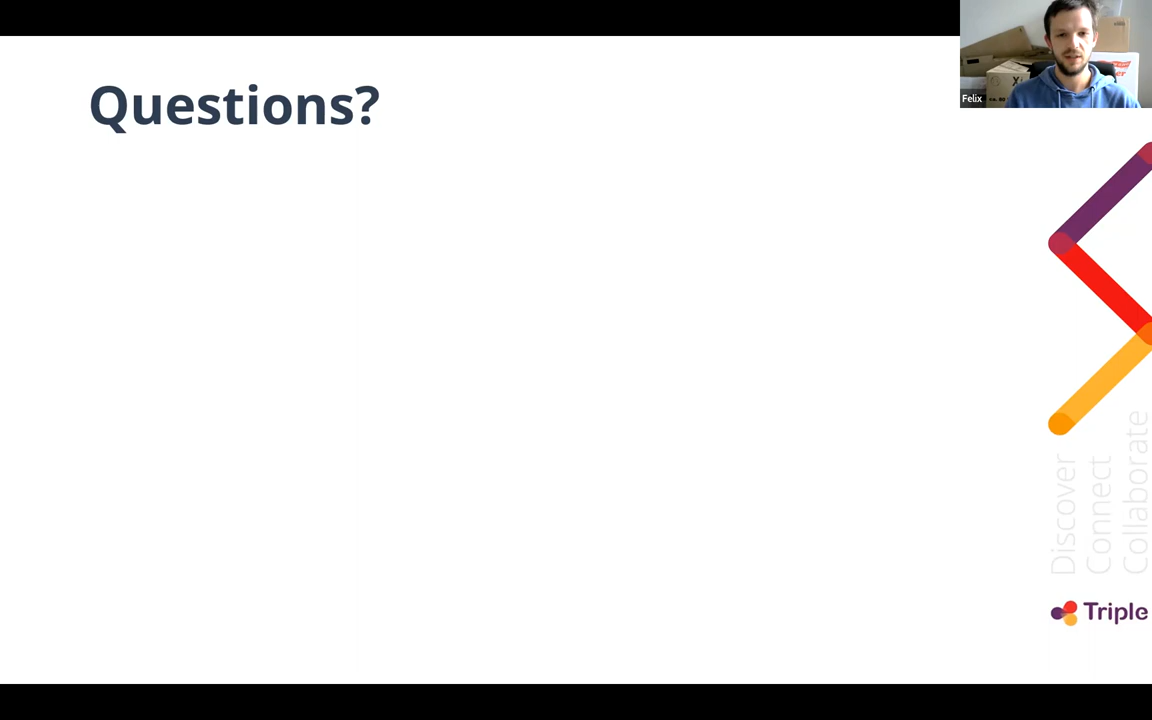 Questions?
Felix
Discover
Connect
Collaborate
Triple